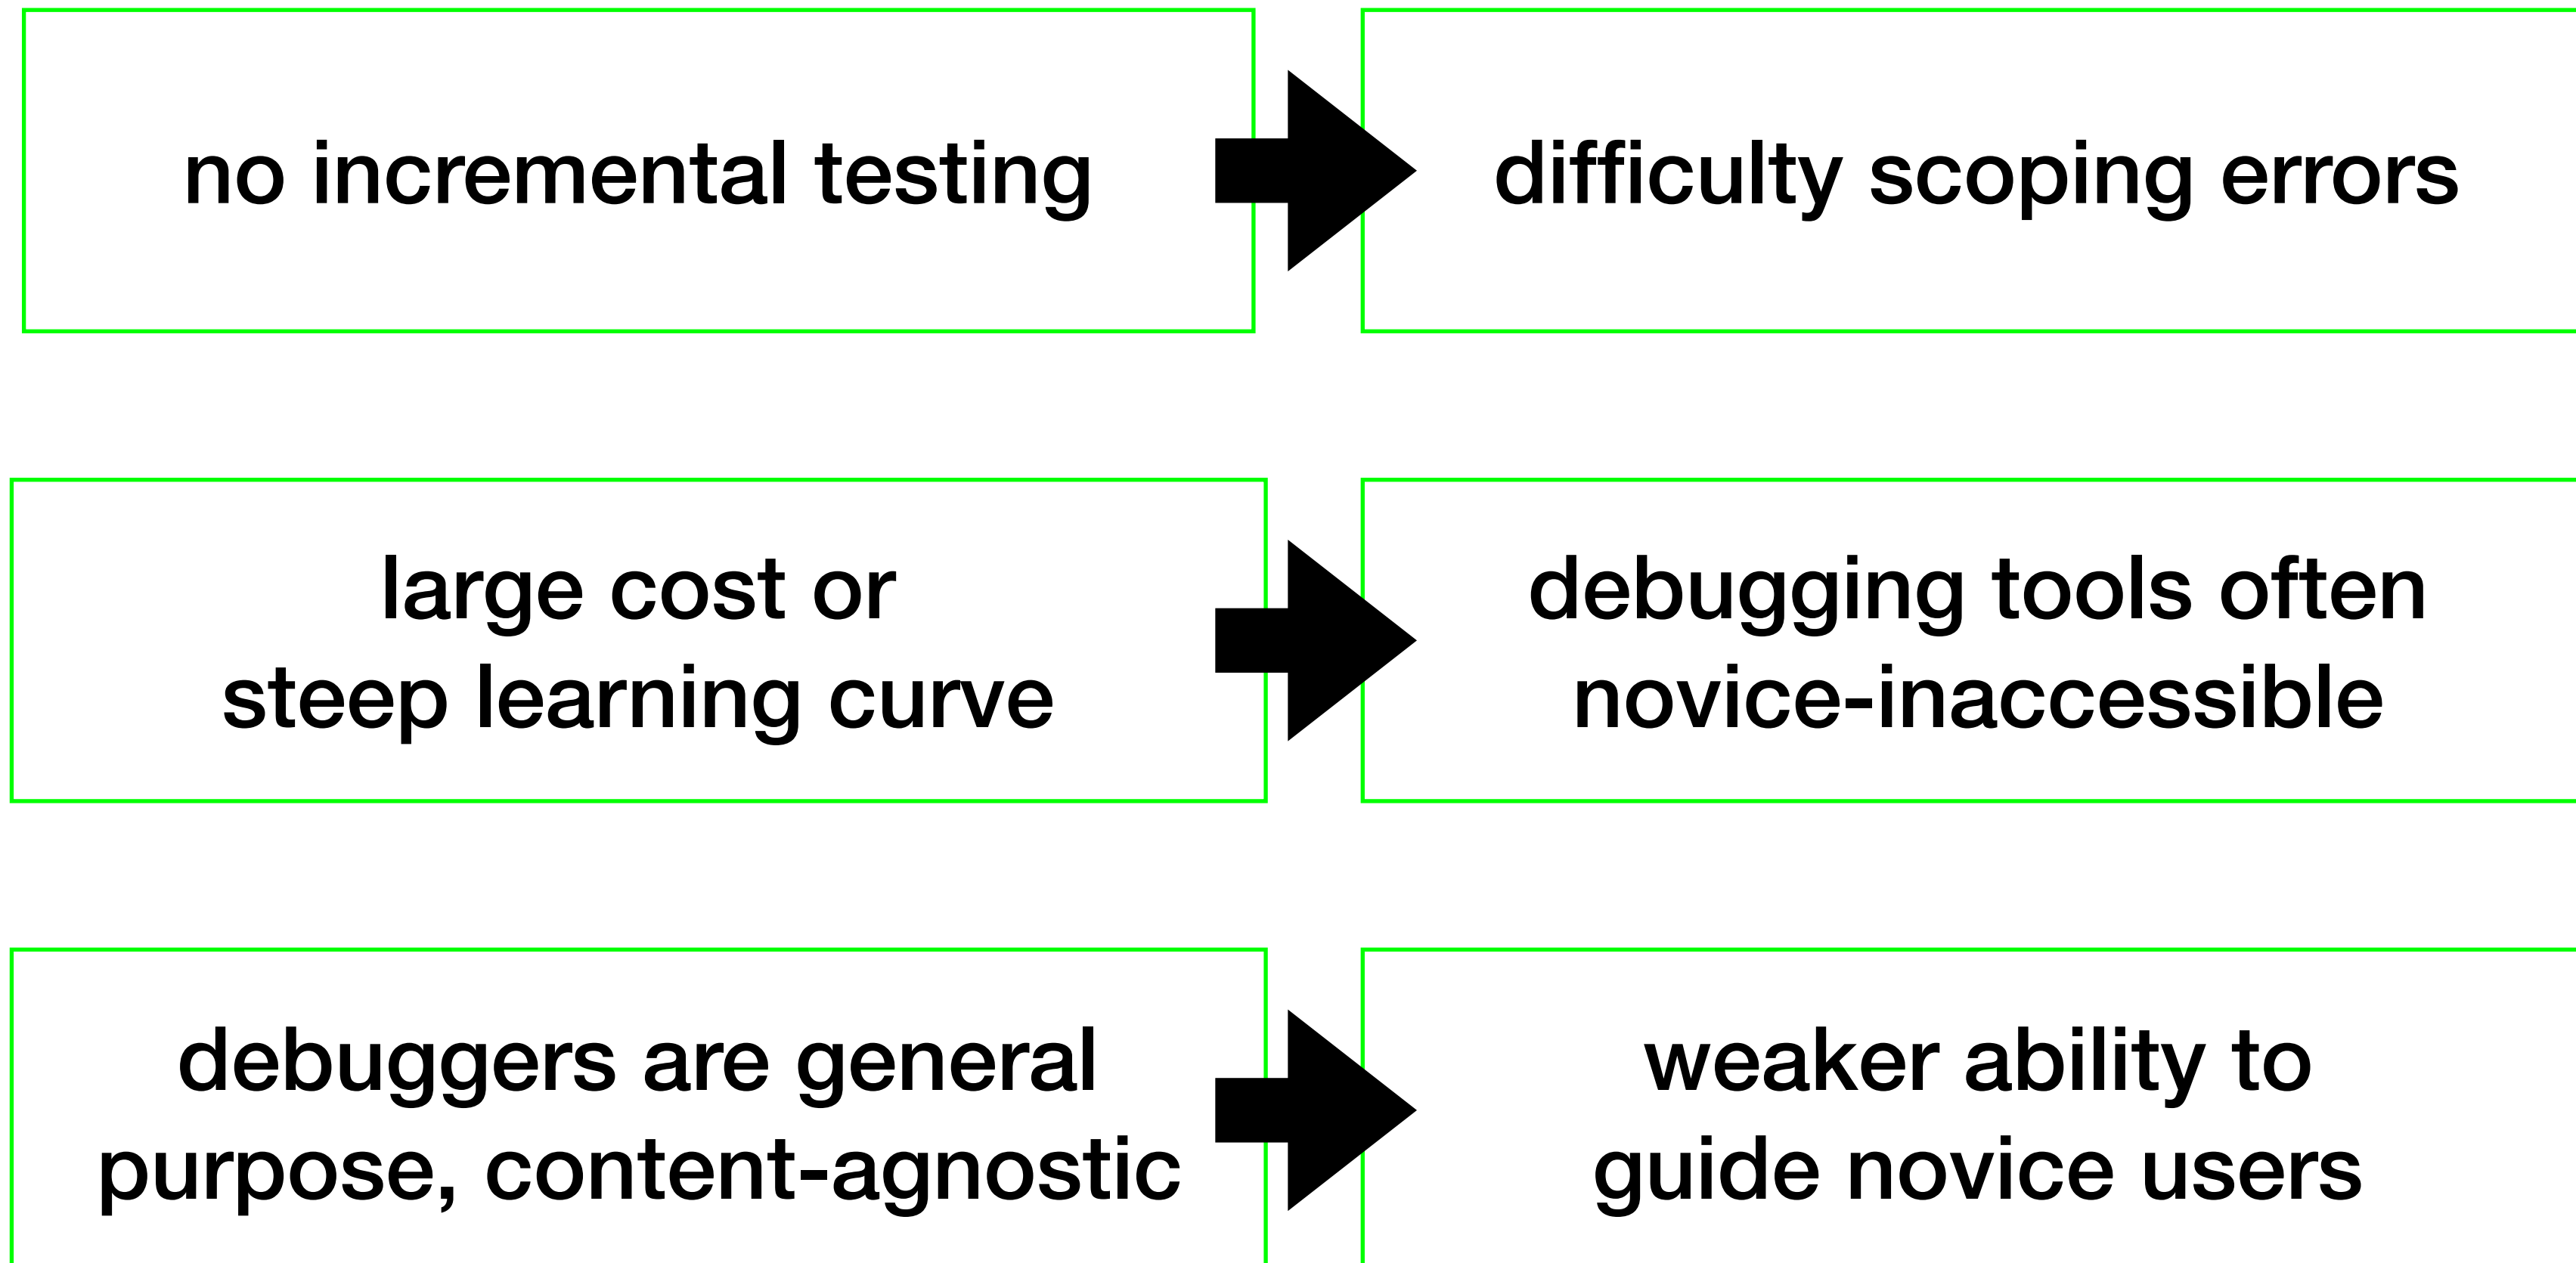 no incremental testing
difficulty scoping errors
large cost or
steep learning curve
debugging tools often
novice-inaccessible
debuggers are general
purpose, content-agnostic
weaker ability to
guide novice users